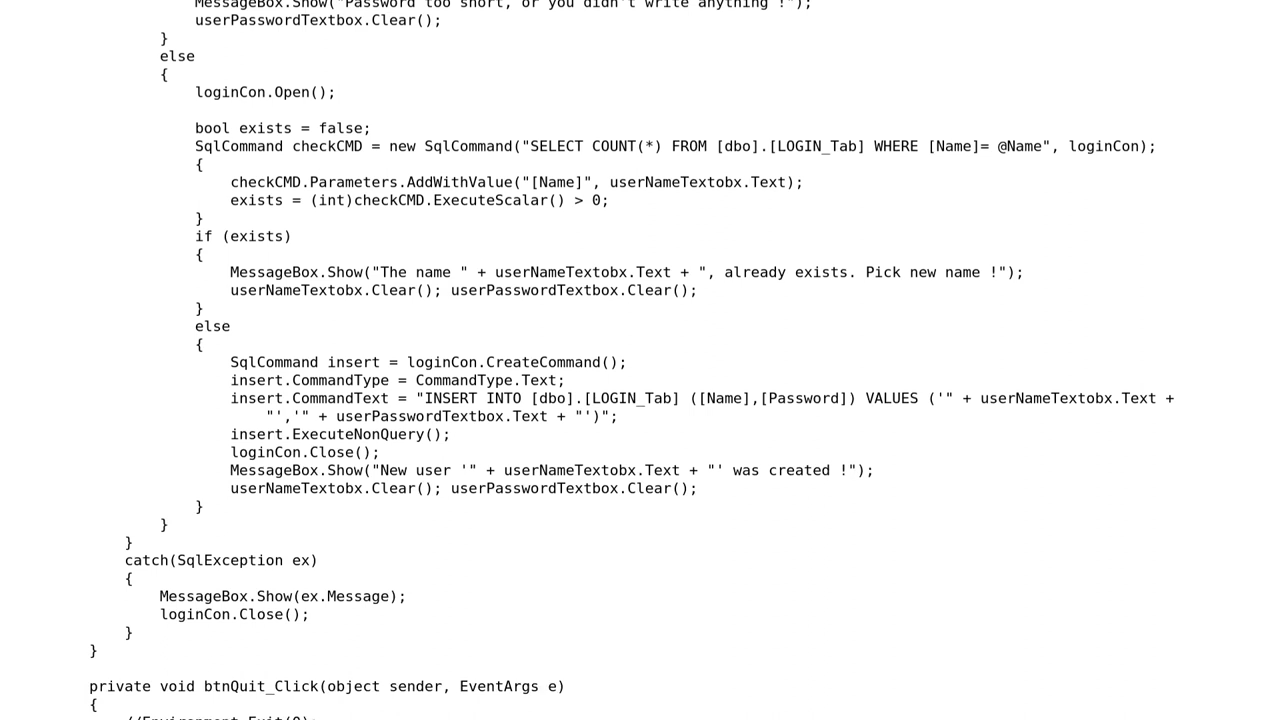 MessageBox.Show("Password too short, or you didn't write anything !");
userPasswordTextbox.Clear();
}
else
{
loginCon.Open();
bool exists = false;
SqlCommand checkCMD = new SqlCommand("SELECT COUNT(*) FROM [dbo].[LOGIN_Tab] WHERE [Name]= @Name", loginCon);
{
checkCMD.Parameters.AddWithValue("[Name]", userNameTextobx.Text);
exists = (int)checkCMD.ExecuteScalar() > 0;
}
if (exists)
{
MessageBox.Show("The name " + userNameTextobx.Text + ", already exists. Pick new name !");
userNameTextobx.Clear(); userPasswordTextbox.Clear();
}
else
{
SqlCommand insert = loginCon.CreateCommand();
insert.CommandType = CommandType.Text;
insert.CommandText = "INSERT INTO [dbo].[LOGIN_Tab] ([Name],[Password]) VALUES ('" + userNameTextobx.Text +
"','" + userPasswordTextbox.Text + "')";
insert.ExecuteNonQuery();
loginCon.Close();
MessageBox.Show("New user '" + userNameTextobx.Text + "' was created !");
userNameTextobx.Clear(); userPasswordTextbox.Clear();
}
}
}
catch(SqlException ex)
{
MessageBox.Show(ex.Message);
loginCon.Close();
}
}
private void btnQuit_Click(object sender, EventArgs e)
{
//Environment.Exit(0);